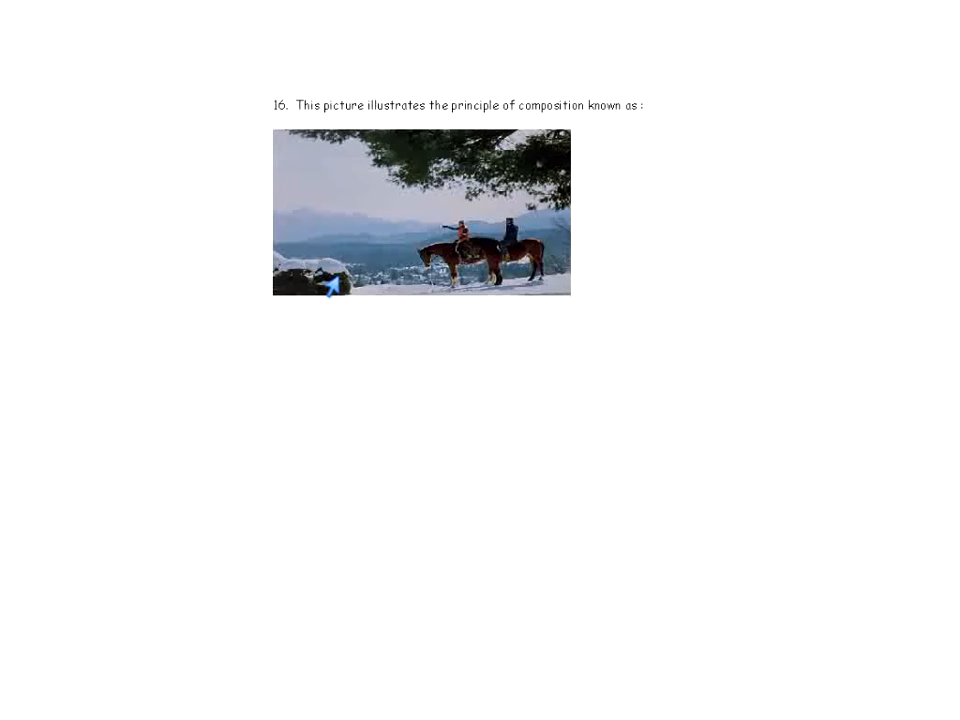 16. This picture illustrates the principle of composition known as :